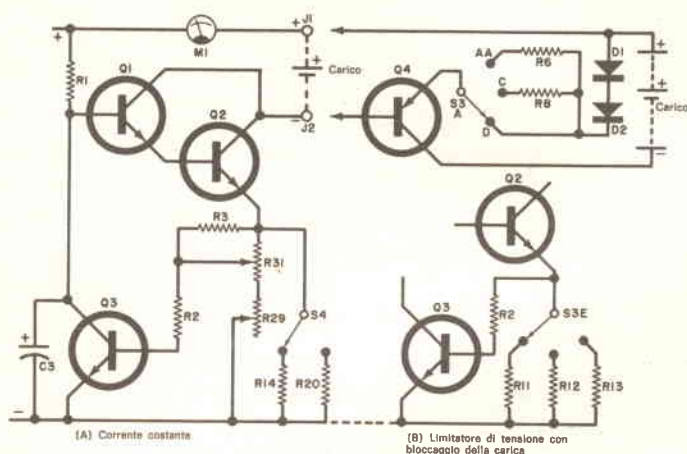 +
M1
+
J1
R1
Q1
Q2
+
Carico
−
J2
Q4
S3
A
AA
C
D
R6
R8
D1
D2
+
+
Carico
−
R3
R31
Q3
R2
R29
S4
C3
+
R14
R20
−
Q2
Q3
R2
S3E
R11
R12
R13
(A) Corrente costante
(B) Limitatore di tensione con
bloccaggio della carica